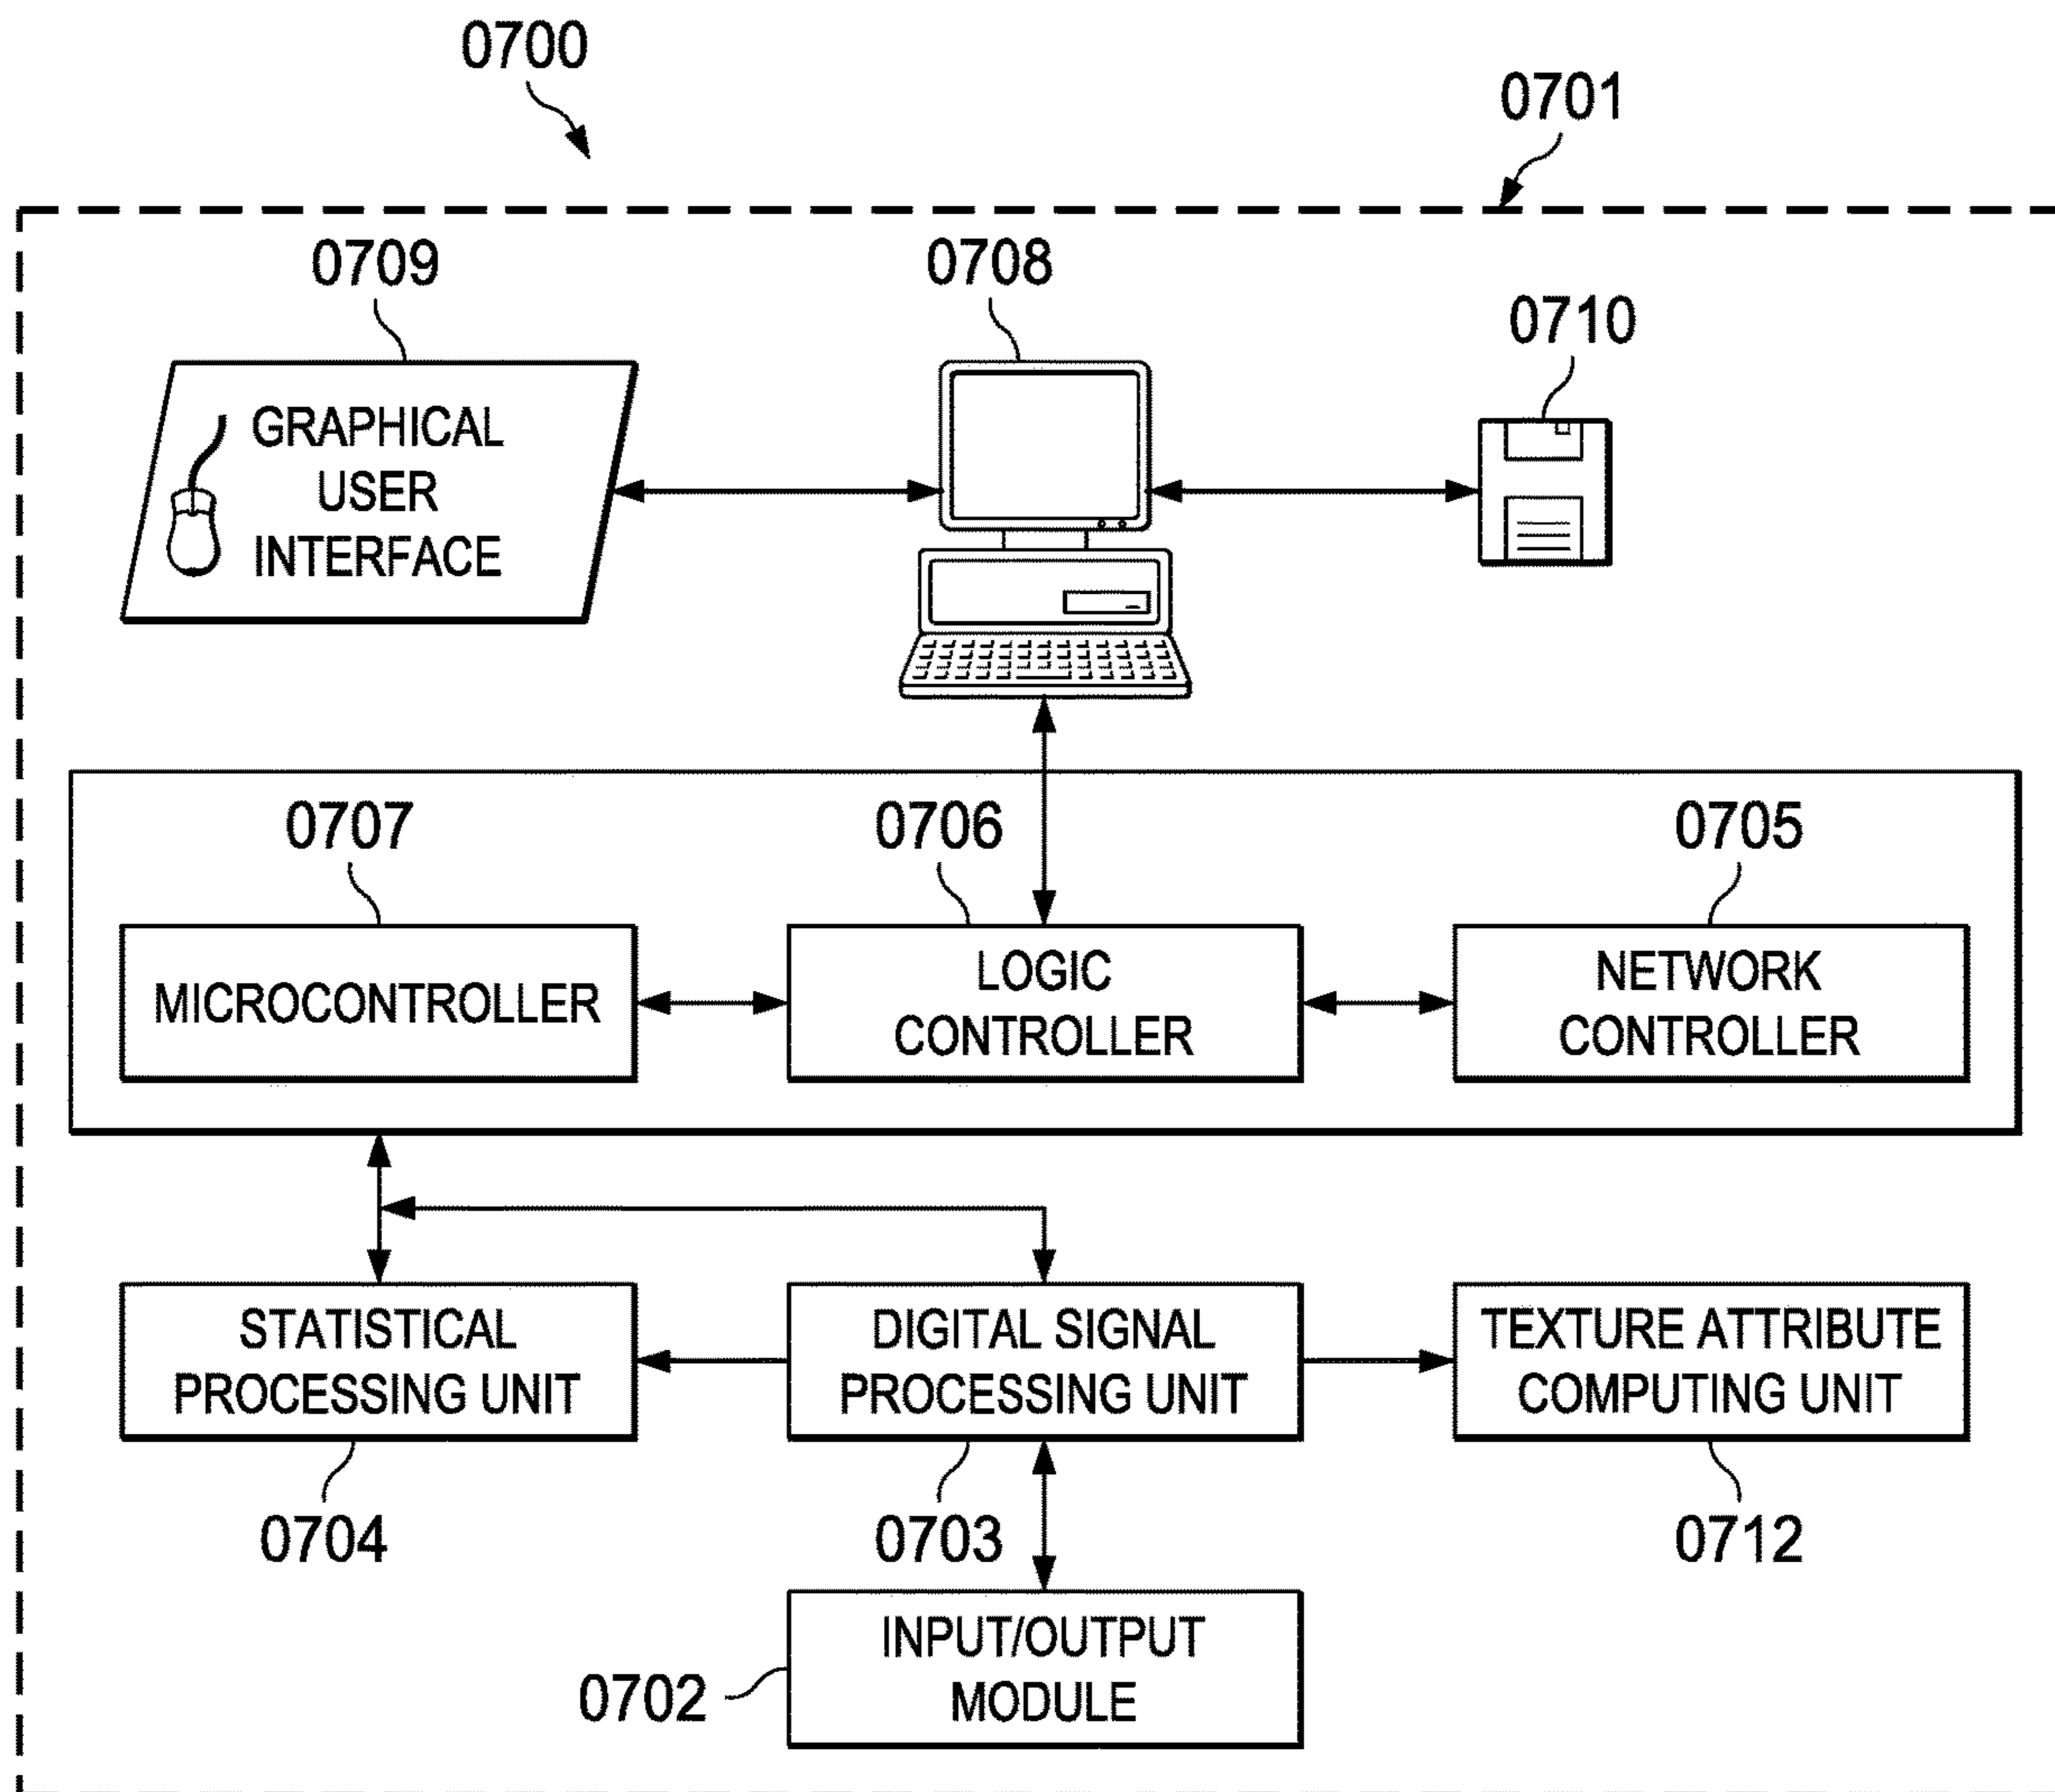 0700
0701
0709
0708
0710
GRAPHICAL
USER
INTERFACE
0707
0706
0705
MICROCONTROLLER
LOGIC
CONTROLLER
NETWORK
CONTROLLER
STATISTICAL
PROCESSING UNIT
DIGITAL SIGNAL
PROCESSING UNIT
TEXTURE ATTRIBUTE
COMPUTING UNIT
0704
0703
0712
INPUT/OUTPUT
MODULE
0702